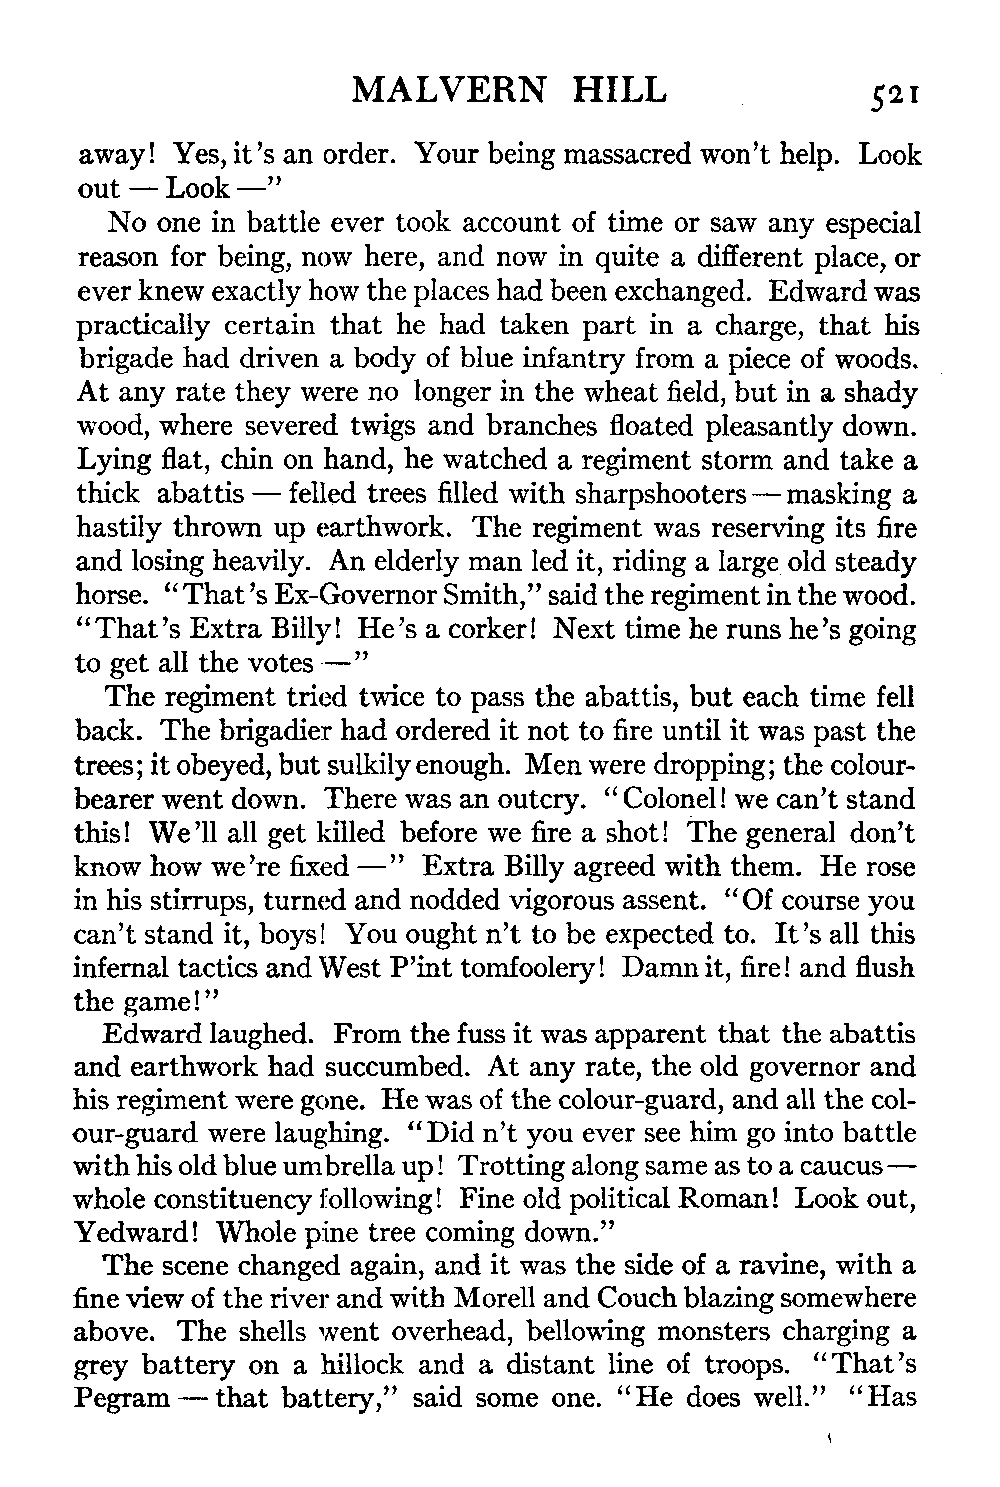 MALVERN HILL 521
away! Yes, it's an order. Your being massacred won't help. Look
out — Look —"
No one in battle ever took account of time or saw any especial
reason for being, now here, and now in quite a different place, or
ever knew exactly how the places had been exchanged. Edward was
practically certain that he had taken part in a charge, that his
brigade had driven a body of blue infantry from a piece of woods.
At any rate they were no longer in the wheat field, but in a shady
wood, where severed twigs and branches floated pleasantly down.
Lying flat, chin on hand, he watched a regiment storm and take a
thick abattis — felled trees filled with sharpshooters — masking a
hastily thrown up earthwork. The regiment was reserving its fire
and losing heavily. An elderly man led it, riding a large old steady
horse. "That's Ex-Governor Smith," said the regiment in the wood.
"That's Extra Billy! He's a corker! Next time he runs he's going
to get all the votes —"
The regiment tried twice to pass the abattis, but each time fell
back. The brigadier had ordered it not to fire until it was past the
trees; it obeyed, but sulkily enough. Men were dropping; the colour-
bearer went down. There was an outcry. "Colonel! we can't stand
this! We'll all get killed before we fire a shot! The general don't
know how we're fixed —" Extra Billy agreed with them. He rose
in his stirrups, turned and nodded vigorous assent. "Of course you
can't stand it, boys! You ought n't to be expected to. It's all this
infernal tactics and West P'int tomfoolery! Damn it, fire! and flush
the game!"
Edward laughed. From the fuss it was apparent that the abattis
and earthwork had succumbed. At any rate, the old governor and
his regiment were gone. He was of the colour-guard, and all the col-
our-guard were laughing. "Did n't you ever see him go into battle
with his old blue umbrella up! Trotting along same as to a caucus —
whole constituency following! Fine old political Roman! Look out,
Yedward! Whole pine tree coming down."
The scene changed again, and it was the side of a ravine, with a
fine view of the river and with Morell and Couch blazing somewhere
above. The shells went overhead, bellowing monsters charging a
grey battery on a hillock and a distant line of troops. "That's
Pegram — that battery," said some one. "He does well." "Has